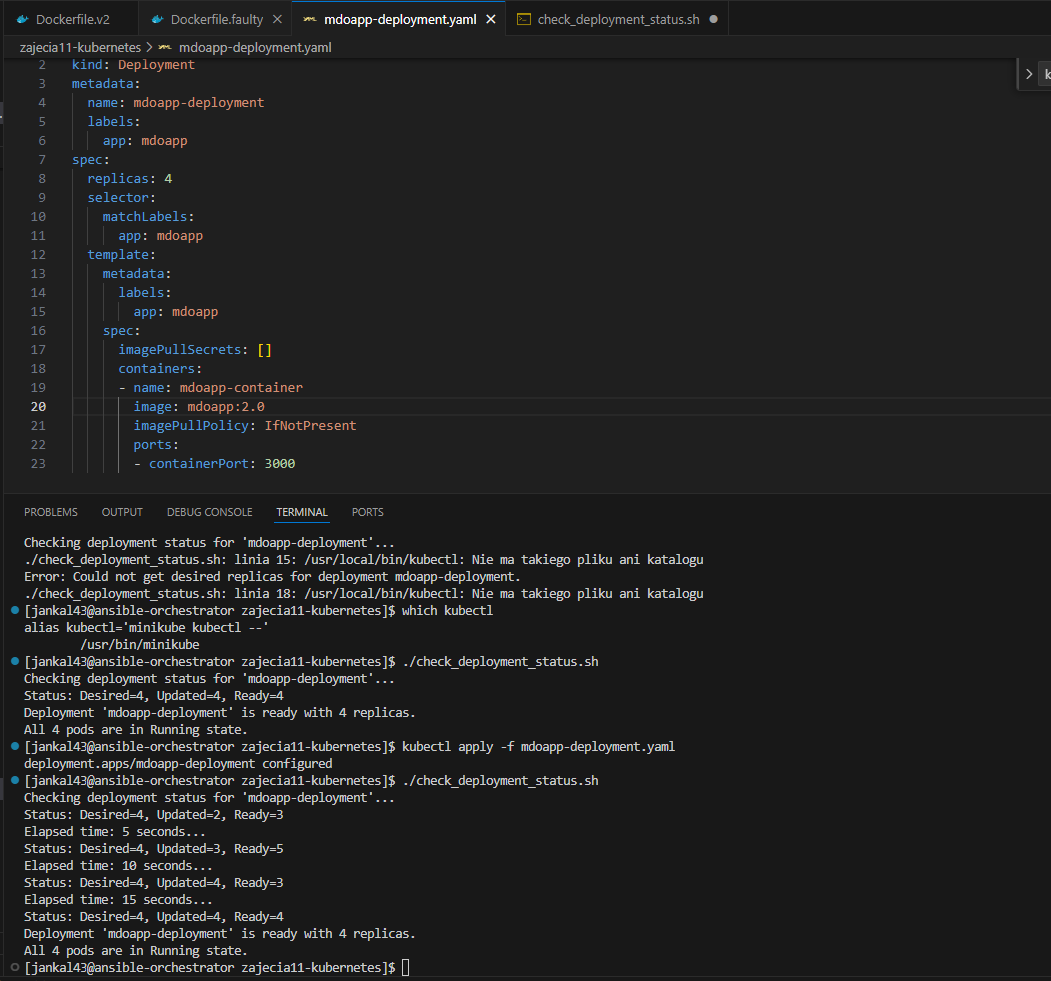 Dockerfile.v2 Dockerfile.faulty mdoapp-deployment.yaml check_deployment_status.sh
zajecia11-kubernetes > mdoapp-deployment.yaml
2 kind: Deployment
3 metadata:
4 name: mdoapp-deployment
5 labels:
6 app: mdoapp
7 spec:
8 replicas: 4
9 selector:
10 matchLabels:
11 app: mdoapp
12 template:
13 metadata:
14 labels:
15 app: mdoapp
16 spec:
17 imagePullSecrets: []
18 containers:
19 - name: mdoapp-container
20 image: mdoapp:2.0
21 imagePullPolicy: IfNotPresent
22 ports:
23 - containerPort: 3000
PROBLEMS OUTPUT DEBUG CONSOLE TERMINAL PORTS
Checking deployment status for 'mdoapp-deployment'...
./check_deployment_status.sh: linia 15: /usr/local/bin/kubectl: Nie ma takiego pliku ani katalogu
Error: Could not get desired replicas for deployment mdoapp-deployment.
./check_deployment_status.sh: linia 18: /usr/local/bin/kubectl: Nie ma takiego pliku ani katalogu
[jankal43@ansible-orchestrator zajecia11-kubernetes]$ which kubectl
alias kubectl='minikube kubectl --'
/usr/bin/minikube
[jankal43@ansible-orchestrator zajecia11-kubernetes]$ ./check_deployment_status.sh
Checking deployment status for 'mdoapp-deployment'...
Status: Desired=4, Updated=4, Ready=4
Deployment 'mdoapp-deployment' is ready with 4 replicas.
All 4 pods are in Running state.
[jankal43@ansible-orchestrator zajecia11-kubernetes]$ kubectl apply -f mdoapp-deployment.yaml
deployment.apps/mdoapp-deployment configured
[jankal43@ansible-orchestrator zajecia11-kubernetes]$ ./check_deployment_status.sh
Checking deployment status for 'mdoapp-deployment'...
Status: Desired=4, Updated=2, Ready=3
Elapsed time: 5 seconds...
Status: Desired=4, Updated=3, Ready=5
Elapsed time: 10 seconds...
Status: Desired=4, Updated=4, Ready=3
Elapsed time: 15 seconds...
Status: Desired=4, Updated=4, Ready=4
Deployment 'mdoapp-deployment' is ready with 4 replicas.
All 4 pods are in Running state.
[jankal43@ansible-orchestrator zajecia11-kubernetes]$